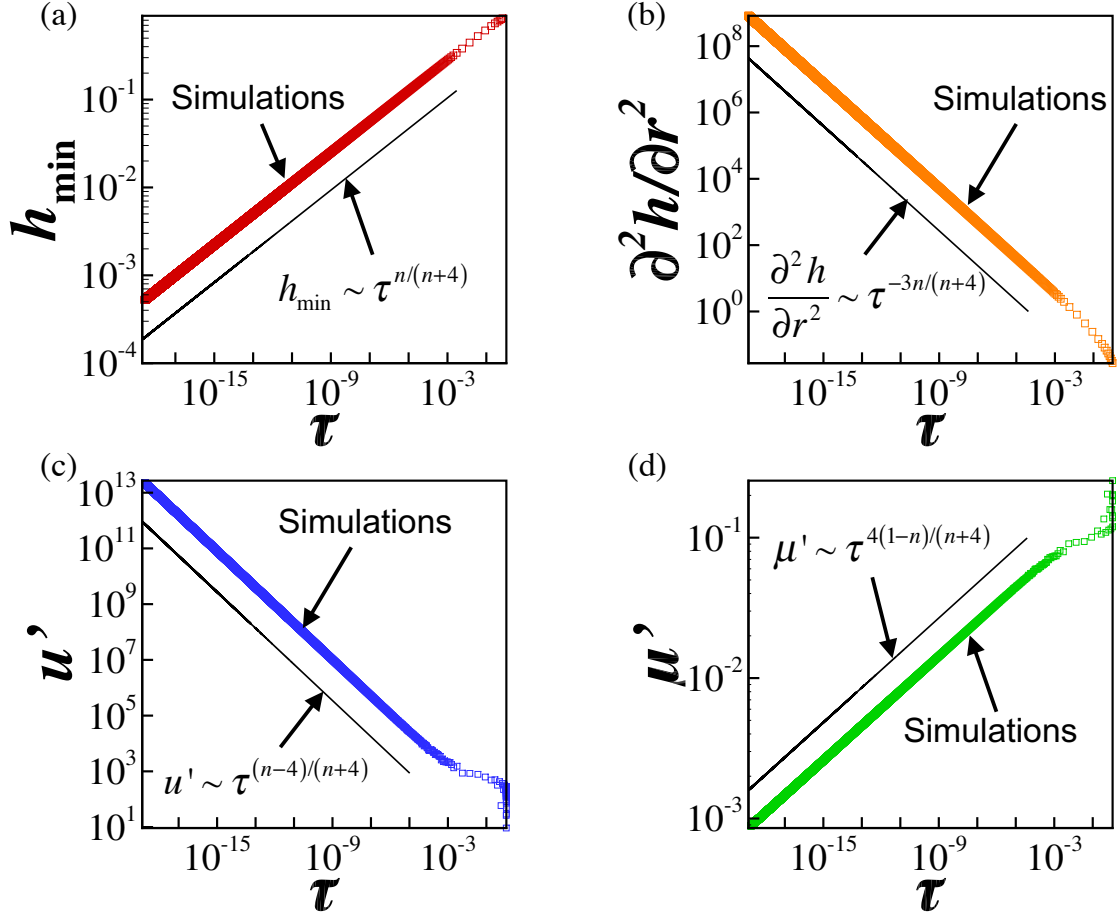 (a)
h_min
10^-1
10^-2
10^-3
10^-4
Simulations
h_min ~ τ^n/(n+4)
10^-15 10^-9 10^-3
τ
(b)
∂²h/∂r²
10^8
10^6
10^4
10^2
10^0
Simulations
∂²h/∂r² ~ τ^-3n/(n+4)
10^-15 10^-9 10^-3
τ
(c)
u'
10^13
10^11
10^9
10^7
10^5
10^3
10^1
Simulations
u' ~ τ^(n-4)/(n+4)
10^-15 10^-9 10^-3
τ
(d)
μ'
10^-1
10^-2
10^-3
μ' ~ τ^4(1-n)/(n+4)
Simulations
10^-15 10^-9 10^-3
τ